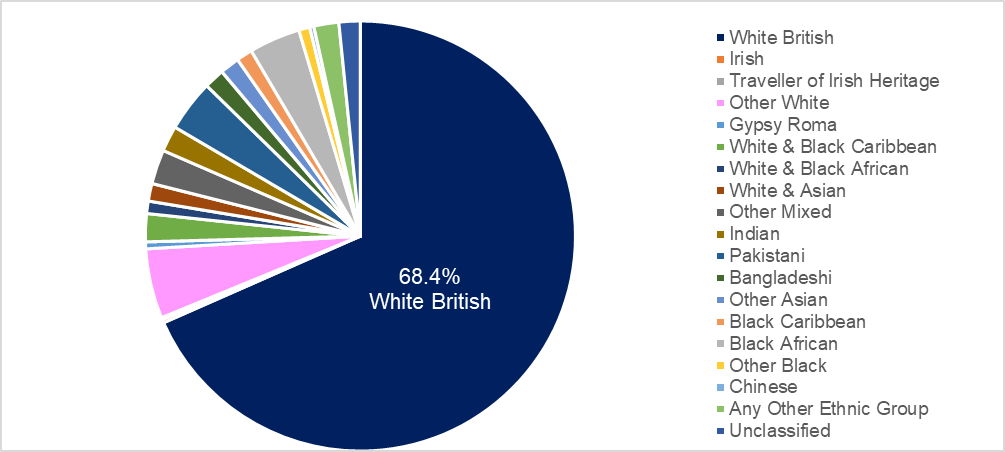 68.4%
White British
White British
Irish
Traveller of Irish Heritage
Other White
Gypsy Roma
White & Black Caribbean
White & Black African
White & Asian
Other Mixed
Indian
Pakistani
Bangladeshi
Other Asian
Black Caribbean
Black African
Other Black
Chinese
Any Other Ethnic Group
Unclassified